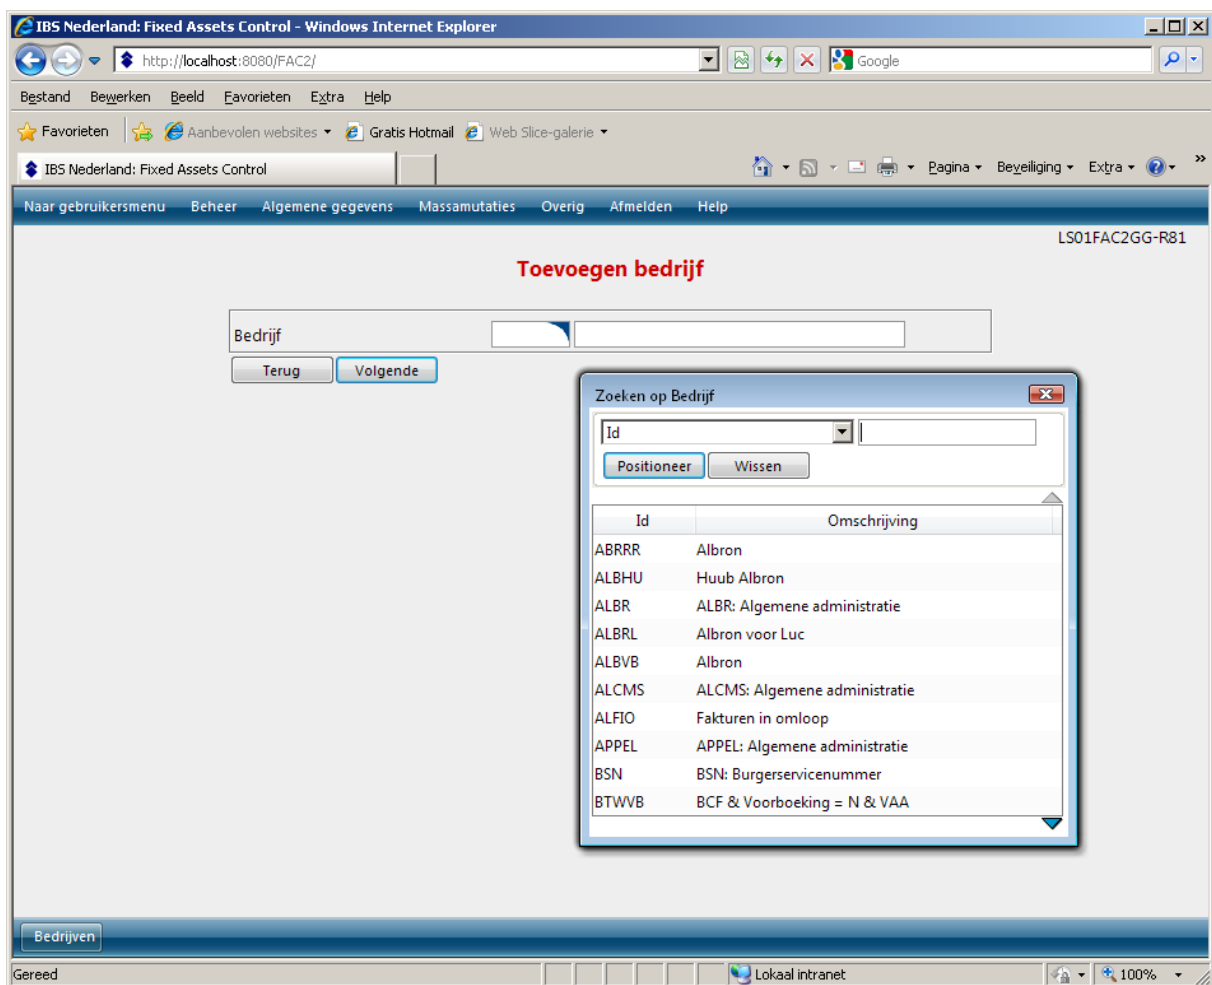 IBS Nederland: Fixed Assets Control - Windows Internet Explorer
http://localhost:8080/FAC2/
Google
Bestand Bewerken Beeld Favorieten Extra Help
Favorieten Aanbevolen websites Gratis Hotmail Web Slice-galerie
IBS Nederland: Fixed Assets Control
Pagina Beveiliging Extra »
Naar gebruikersmenu Beheer Algemene gegevens Massamutaties Overig Afmelden Help
LS01FAC2GG-R81
Toevoegen bedrijf
Bedrijf
Terug Volgende
Zoeken op Bedrijf
Id
Positioneer Wissen
Id Omschrijving
ABRRR Albron
ALBHU Huub Albron
ALBR ALBR: Algemene administratie
ALBRL Albron voor Luc
ALBVB Albron
ALCMS ALCMS: Algemene administratie
ALFIO Fakturen in omloop
APPEL APPEL: Algemene administratie
BSN BSN: Burgerservicenummer
BTWVB BCF & Voorboeking = N & VAA
Bedrijven
Gereed Lokaal intranet 100%